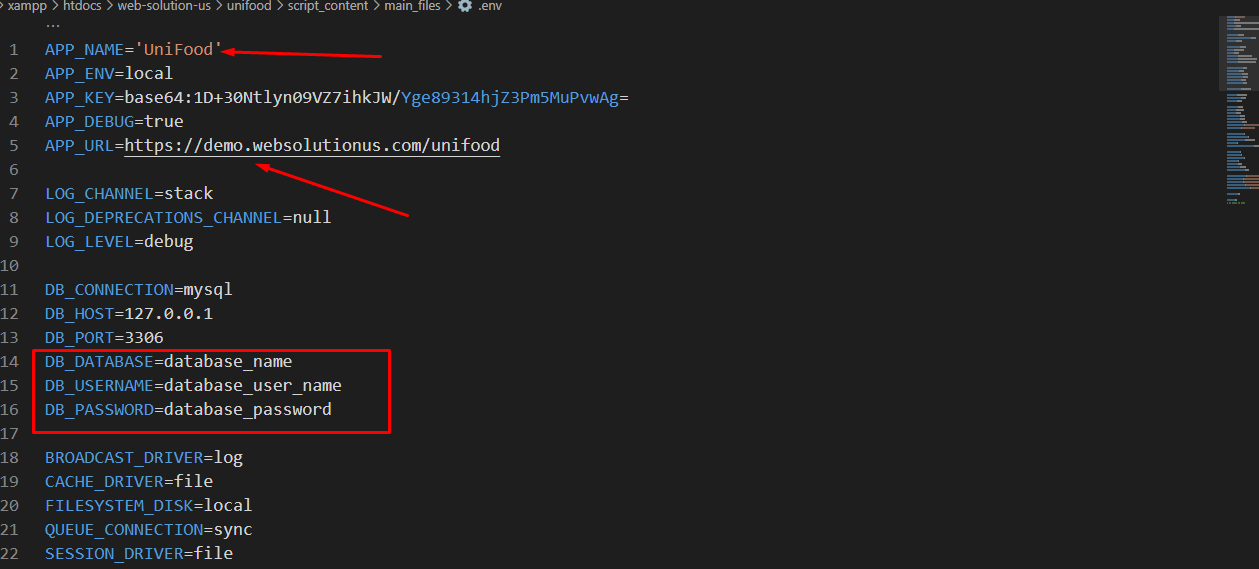 xampp > htdocs > web-solution-us > unifood > script_content > main_files > .env
...
1 APP_NAME='UniFood'
2 APP_ENV=local
3 APP_KEY=base64:1D+30Ntlyn09VZ7ihkJW/Yge89314hjZ3Pm5MuPvwAg=
4 APP_DEBUG=true
5 APP_URL=https://demo.websolutionus.com/unifood
6
7 LOG_CHANNEL=stack
8 LOG_DEPRECATIONS_CHANNEL=null
9 LOG_LEVEL=debug
10
11 DB_CONNECTION=mysql
12 DB_HOST=127.0.0.1
13 DB_PORT=3306
14 DB_DATABASE=database_name
15 DB_USERNAME=database_user_name
16 DB_PASSWORD=database_password
17
18 BROADCAST_DRIVER=log
19 CACHE_DRIVER=file
20 FILESYSTEM_DISK=local
21 QUEUE_CONNECTION=sync
22 SESSION_DRIVER=file